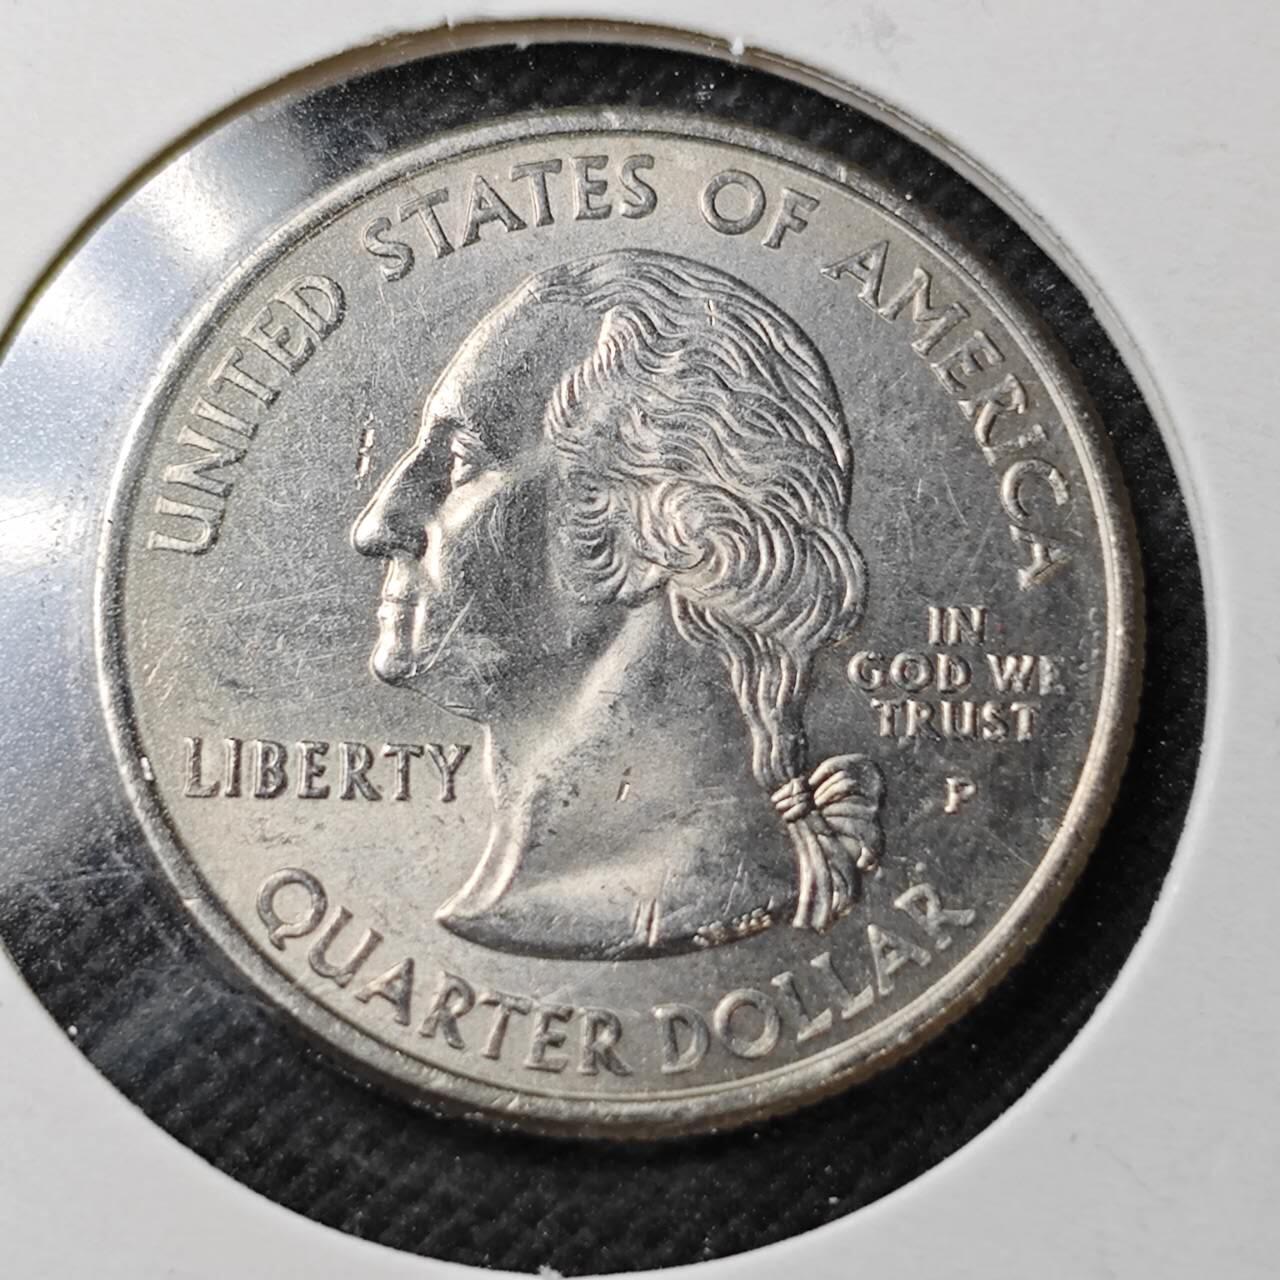 UNITED STATES OF AMERICA
LIBERTY
IN
GOD WE
TRUST
P
QUARTER DOLLAR